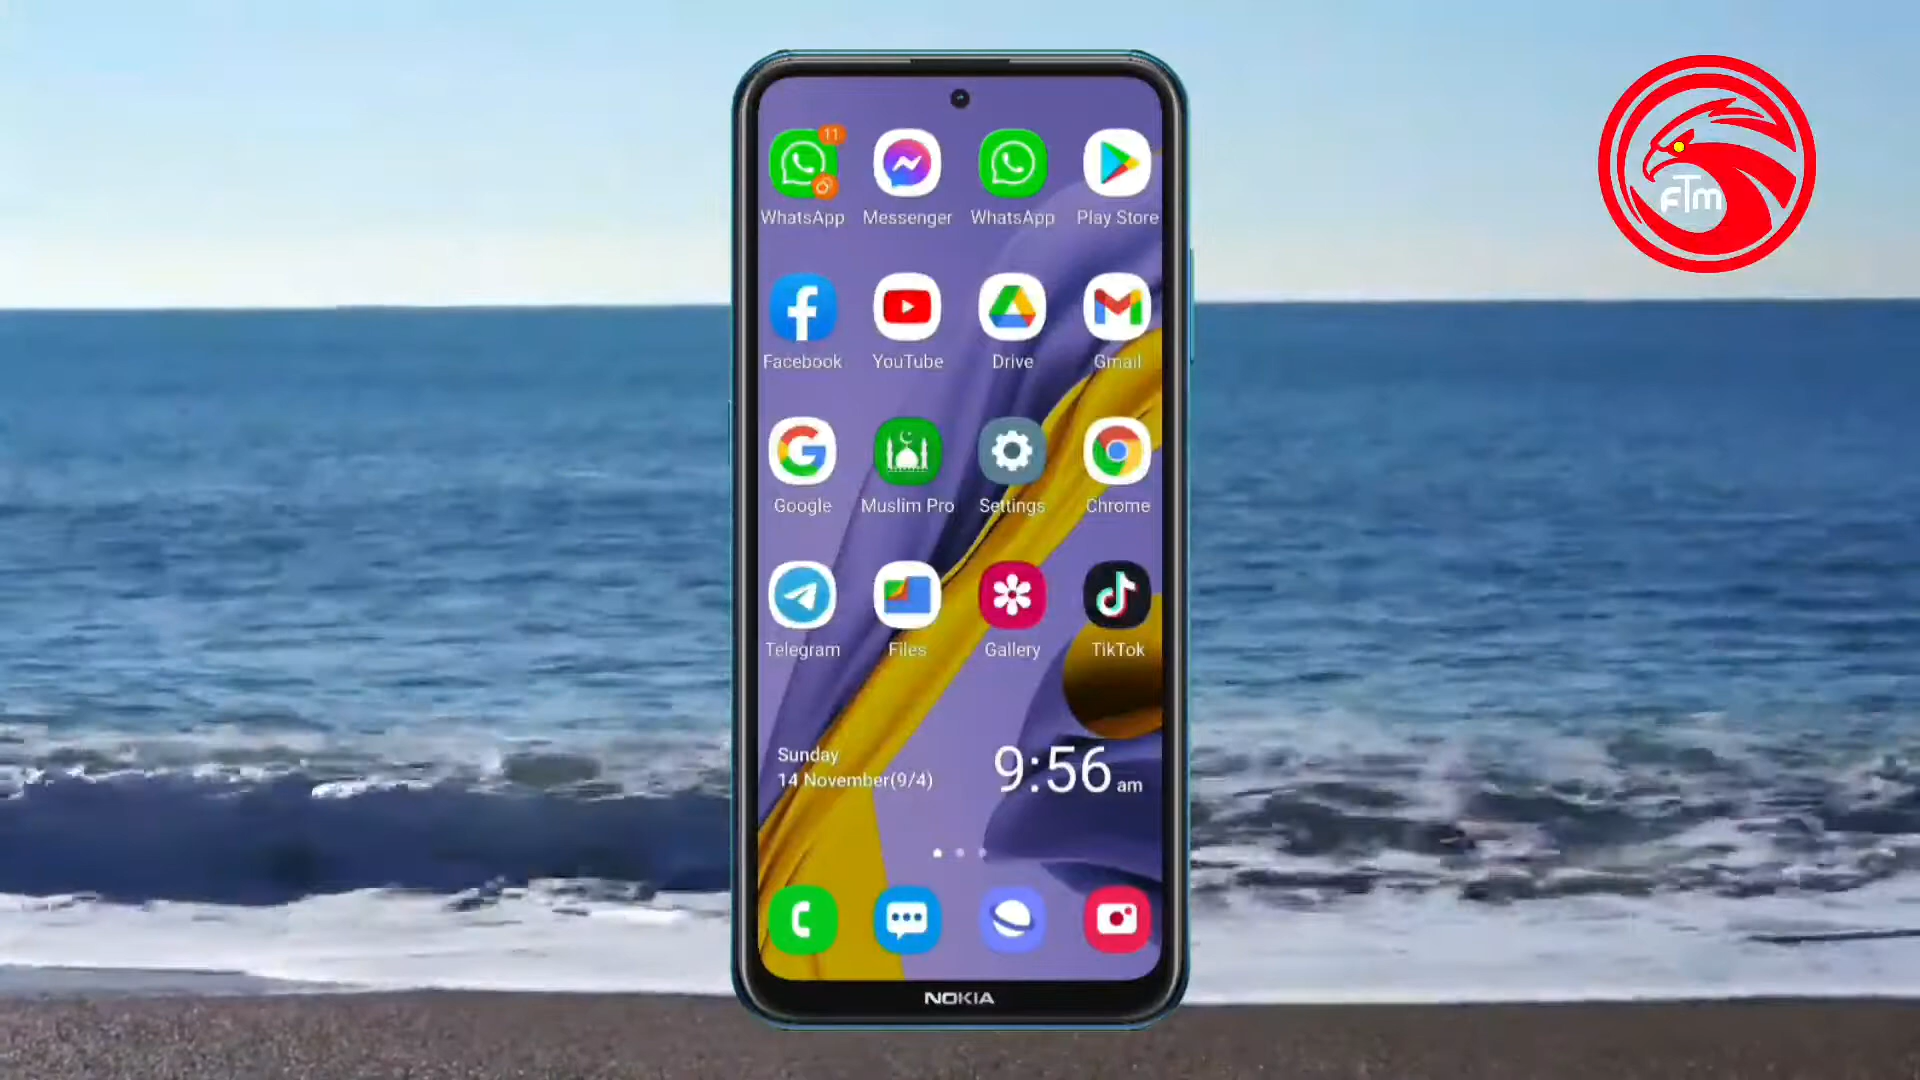 11
WhatsApp Messenger WhatsApp Play Store
Facebook YouTube Drive Gmail
Google Muslim Pro Settings Chrome
Telegram Files Gallery TikTok
Sunday
14 November(9/4)
9:56 am
NOKIA
FTm